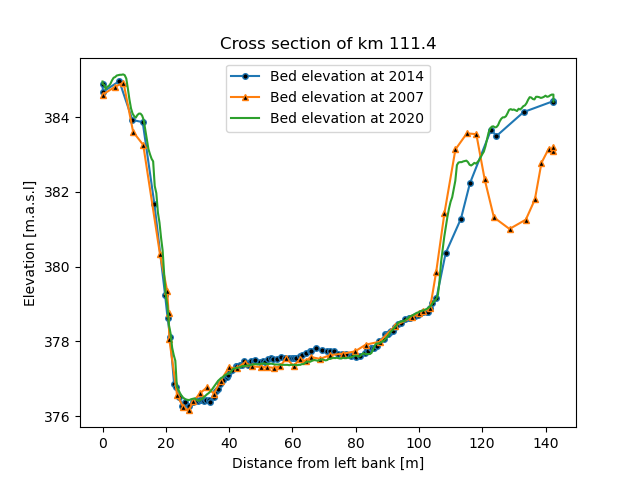 Cross section of km 111.4
Bed elevation at 2014
Bed elevation at 2007
Bed elevation at 2020
Elevation [m.a.s.l]
384
382
380
378
376
0 20 40 60 80 100 120 140
Distance from left bank [m]